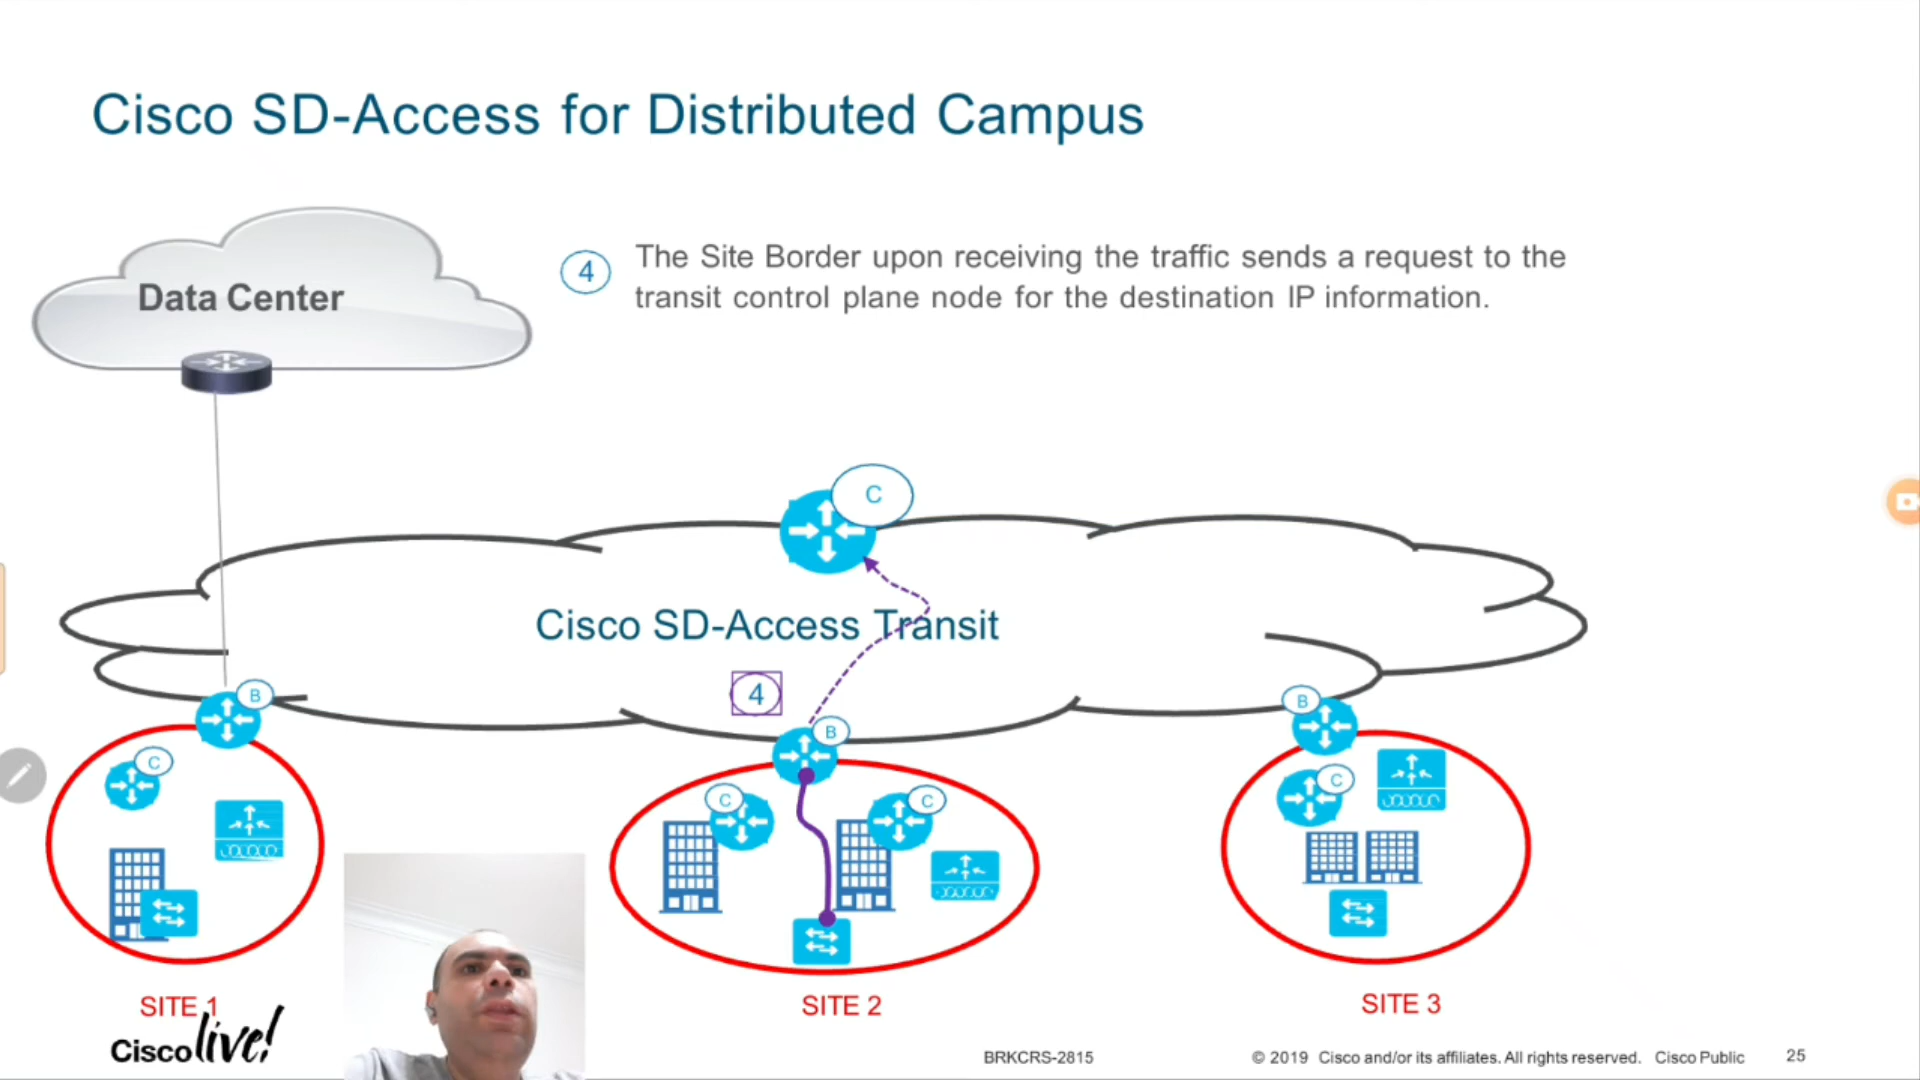 Cisco SD-Access for Distributed Campus
Data Center
4
The Site Border upon receiving the traffic sends a request to the
transit control plane node for the destination IP information.
C
Cisco SD-Access Transit
4
B
B
B
C
C
C
C
SITE 1
SITE 2
SITE 3
Cisco live!
BRKCRS-2815
© 2019 Cisco and/or its affiliates. All rights reserved. Cisco Public
25